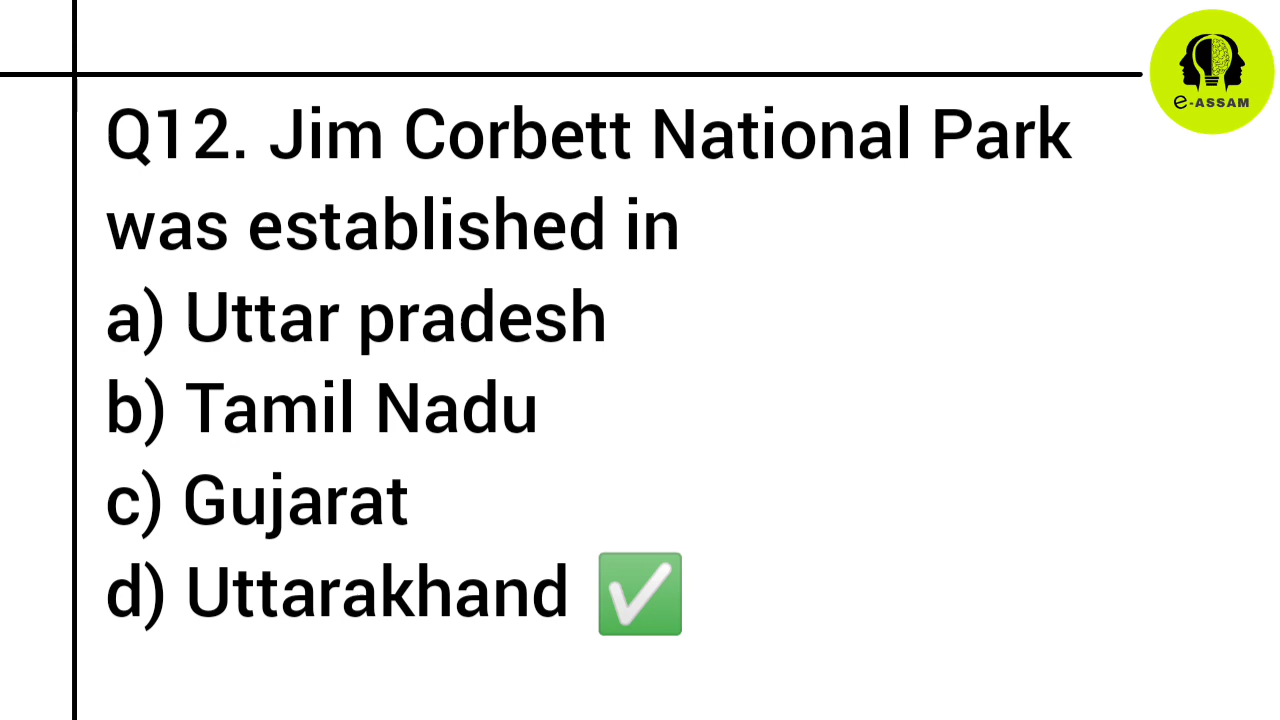 e-ASSAM
Q12. Jim Corbett National Park
was established in
a) Uttar pradesh
b) Tamil Nadu
c) Gujarat
d) Uttarakhand ✅